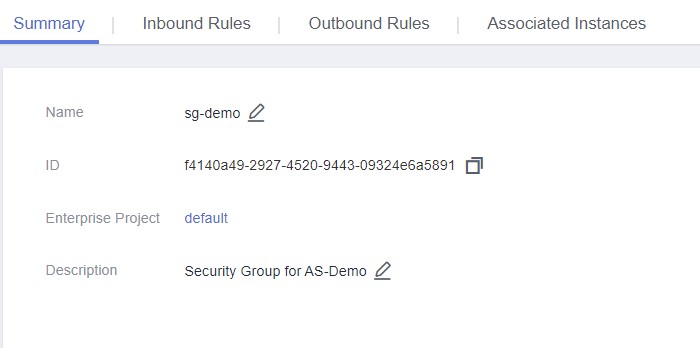 Summary | Inbound Rules | Outbound Rules | Associated Instances
Name sg-demo
ID f4140a49-2927-4520-9443-09324e6a5891
Enterprise Project default
Description Security Group for AS-Demo